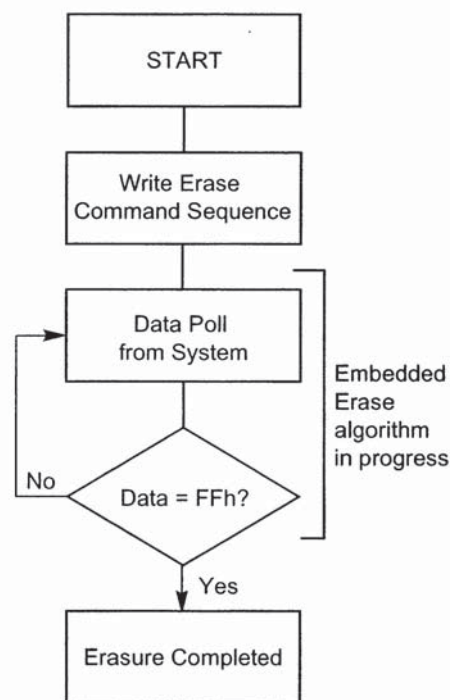 START
Write Erase
Command Sequence
Data Poll
from System
Embedded
Erase
algorithm
in progress
No
Data = FFh?
Yes
Erasure Completed